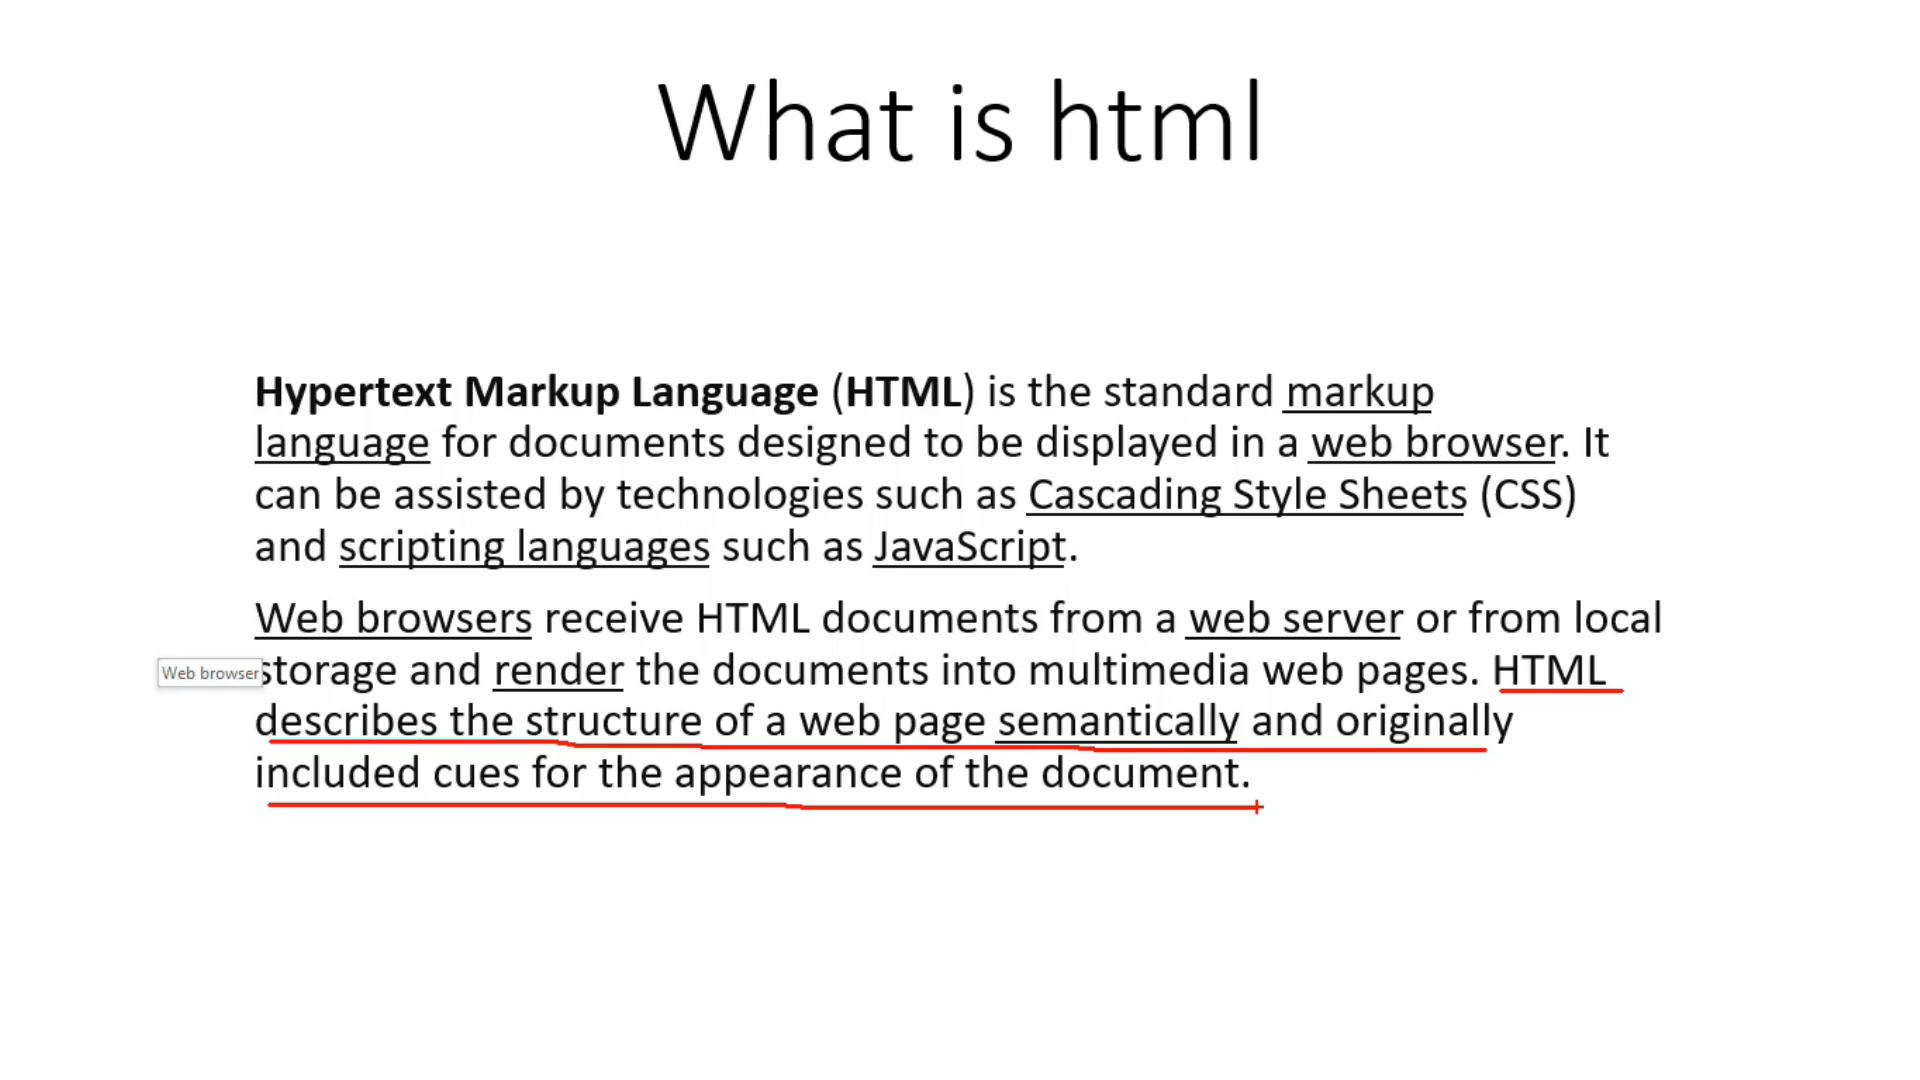 What is html
Hypertext Markup Language (HTML) is the standard markup
language for documents designed to be displayed in a web browser. It
can be assisted by technologies such as Cascading Style Sheets (CSS)
and scripting languages such as JavaScript.
Web browsers receive HTML documents from a web server or from local
Web browser
storage and render the documents into multimedia web pages. HTML
describes the structure of a web page semantically and originally
included cues for the appearance of the document.